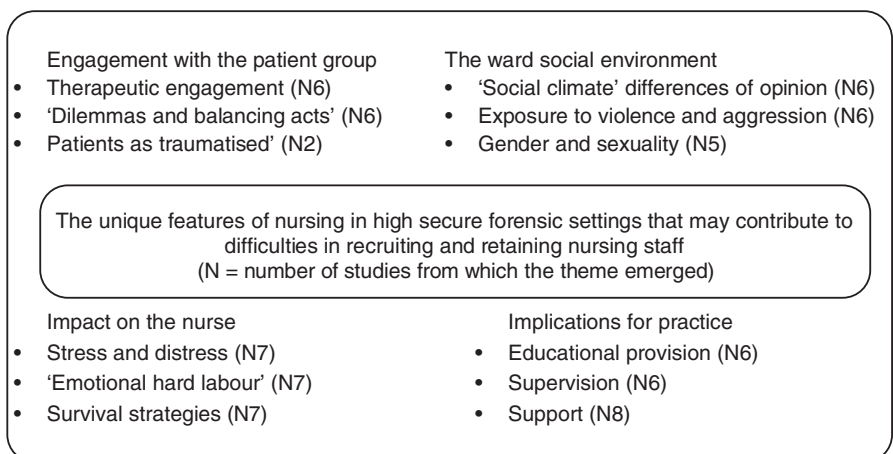 Engagement with the patient group
• Therapeutic engagement (N6)
• ‘Dilemmas and balancing acts’ (N6)
• Patients as traumatised’ (N2)
The ward social environment
• ‘Social climate’ differences of opinion (N6)
• Exposure to violence and aggression (N6)
• Gender and sexuality (N5)
The unique features of nursing in high secure forensic settings that may contribute to
difficulties in recruiting and retaining nursing staff
(N = number of studies from which the theme emerged)
Impact on the nurse
• Stress and distress (N7)
• ‘Emotional hard labour’ (N7)
• Survival strategies (N7)
Implications for practice
• Educational provision (N6)
• Supervision (N6)
• Support (N8)